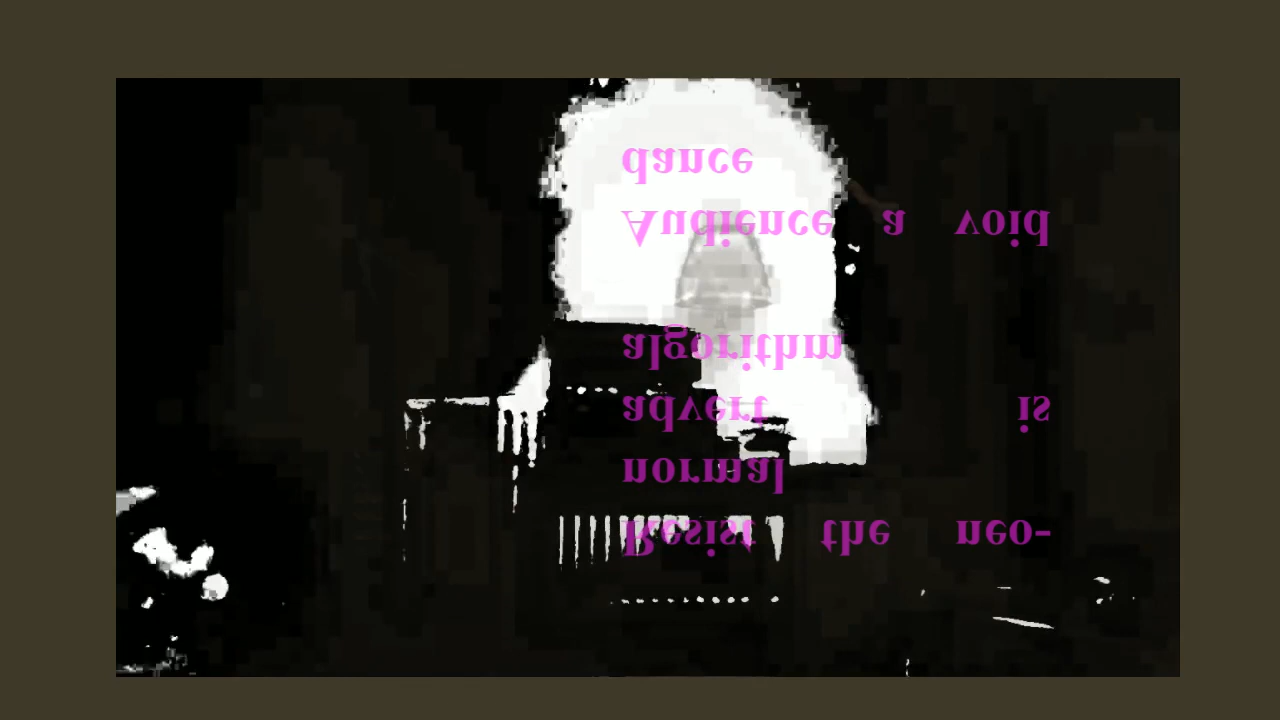 Resist the neo-
normal
advert is
algorithm
Audience a void
dance